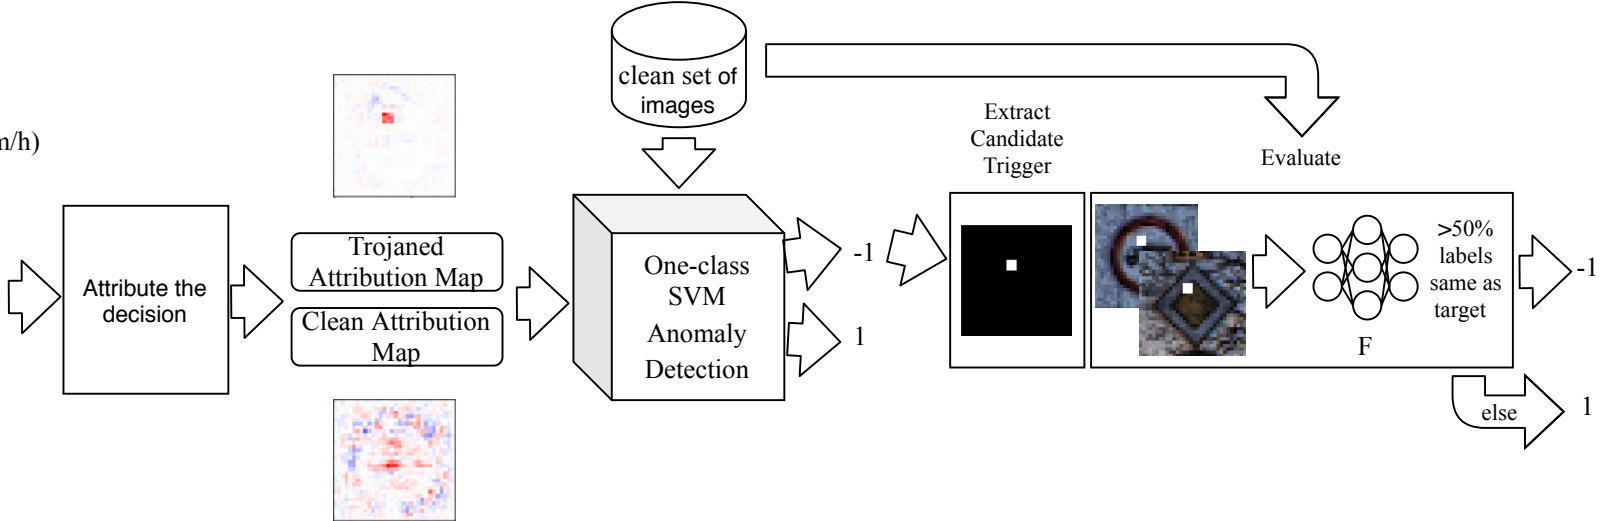 m/h)
Attribute the
decision
Trojaned
Attribution Map
Clean Attribution
Map
clean set of
images
One-class
SVM
Anomaly
Detection
-1
1
Extract
Candidate
Trigger
Evaluate
F
>50%
labels
same as
target
-1
else
1